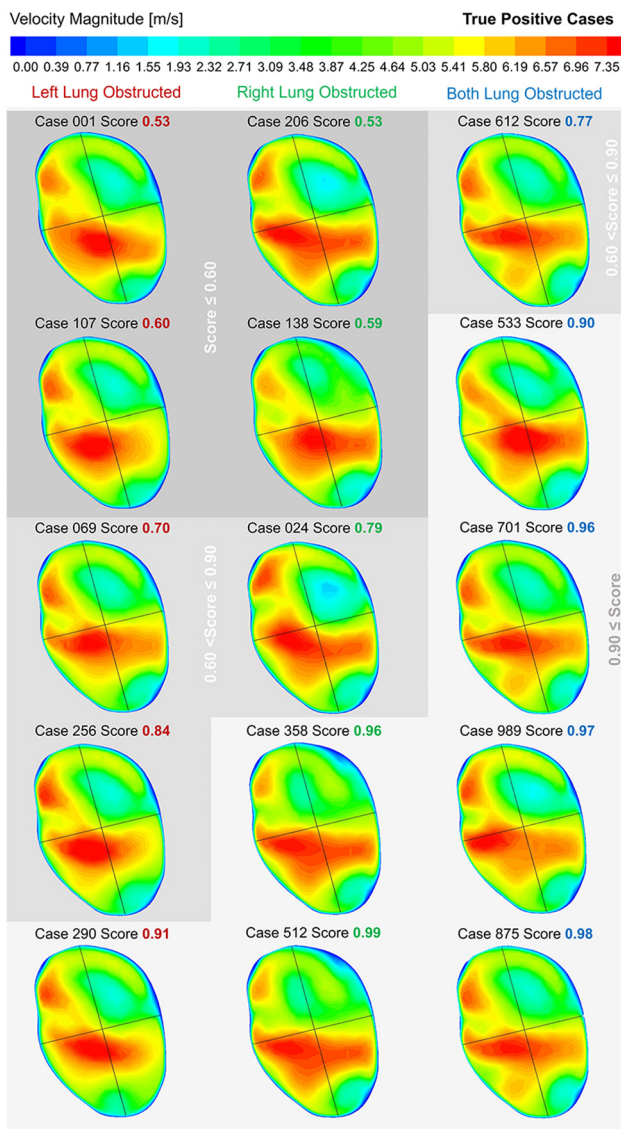 Velocity Magnitude [m/s] True Positive Cases
0.00 0.39 0.77 1.16 1.55 1.93 2.32 2.71 3.09 3.48 3.87 4.25 4.64 5.03 5.41 5.80 6.19 6.57 6.96 7.35
Left Lung Obstructed Right Lung Obstructed Both Lung Obstructed
Case 001 Score 0.53 Case 206 Score 0.53 Case 612 Score 0.77
0.60 <Score ≤ 0.90
Score ≤ 0.60
Case 107 Score 0.60 Case 138 Score 0.59 Case 533 Score 0.90
Case 069 Score 0.70 Case 024 Score 0.79 Case 701 Score 0.96
0.60 <Score ≤ 0.90
0.90 ≤ Score
Case 256 Score 0.84 Case 358 Score 0.96 Case 989 Score 0.97
Case 290 Score 0.91 Case 512 Score 0.99 Case 875 Score 0.98